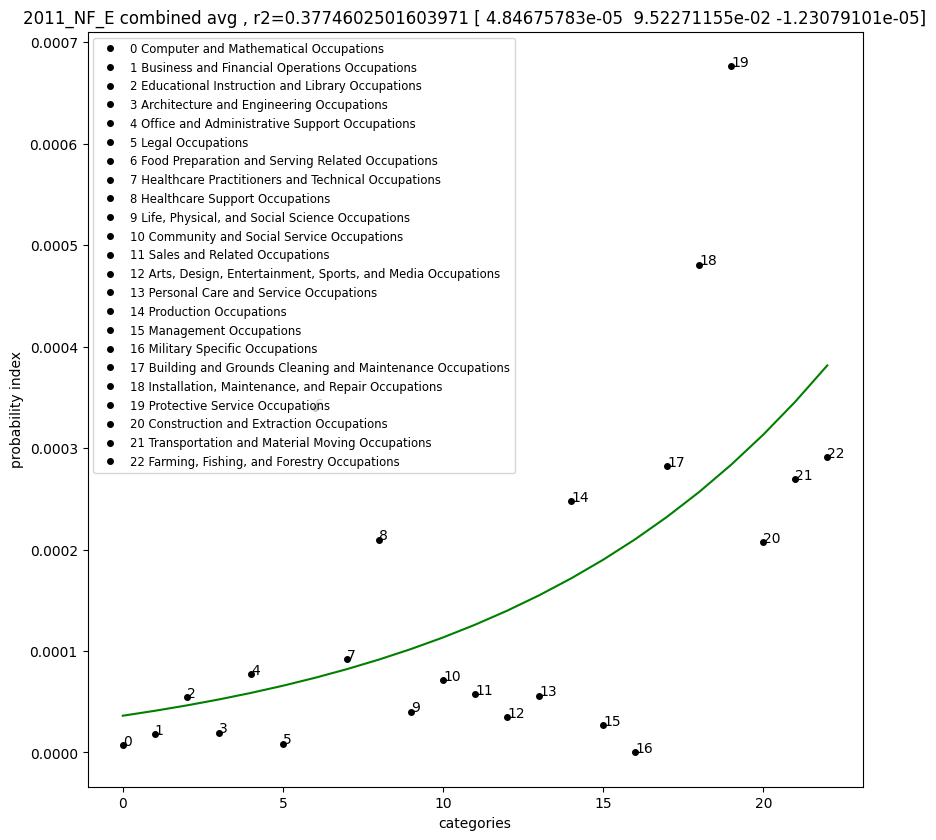 2011_NF_E combined avg , r2=0.3774602501603971 [ 4.84675783e-05  9.52271155e-02 -1.23079101e-05]
0.0007
0.0006
0.0005
0.0004
0.0003
0.0002
0.0001
0.0000
probability index
0 Computer and Mathematical Occupations
1 Business and Financial Operations Occupations
2 Educational Instruction and Library Occupations
3 Architecture and Engineering Occupations
4 Office and Administrative Support Occupations
5 Legal Occupations
6 Food Preparation and Serving Related Occupations
7 Healthcare Practitioners and Technical Occupations
8 Healthcare Support Occupations
9 Life, Physical, and Social Science Occupations
10 Community and Social Service Occupations
11 Sales and Related Occupations
12 Arts, Design, Entertainment, Sports, and Media Occupations
13 Personal Care and Service Occupations
14 Production Occupations
15 Management Occupations
16 Military Specific Occupations
17 Building and Grounds Cleaning and Maintenance Occupations
18 Installation, Maintenance, and Repair Occupations
19 Protective Service Occupations
20 Construction and Extraction Occupations
21 Transportation and Material Moving Occupations
22 Farming, Fishing, and Forestry Occupations
19
18
17
22
21
14
20
8
7
4
10
2
11
13
9
12
15
3
1
5
0
16
0
5
10
15
20
categories